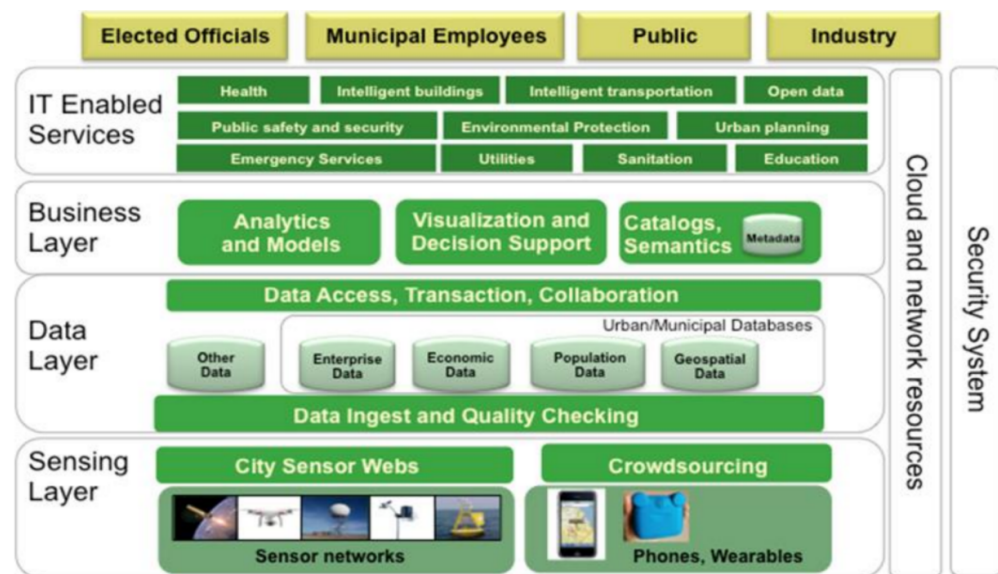 Elected Officials
Municipal Employees
Public
Industry
IT Enabled
Services
Health
Intelligent buildings
Intelligent transportation
Open data
Public safety and security
Environmental Protection
Urban planning
Emergency Services
Utilities
Sanitation
Education
Business
Layer
Analytics
and Models
Visualization and
Decision Support
Catalogs,
Semantics
Metadata
Data
Layer
Data Access, Transaction, Collaboration
Urban/Municipal Databases
Other
Data
Enterprise
Data
Economic
Data
Population
Data
Geospatial
Data
Data Ingest and Quality Checking
Sensing
Layer
City Sensor Webs
Crowdsourcing
Sensor networks
Phones, Wearables
Cloud and network resources
Security System